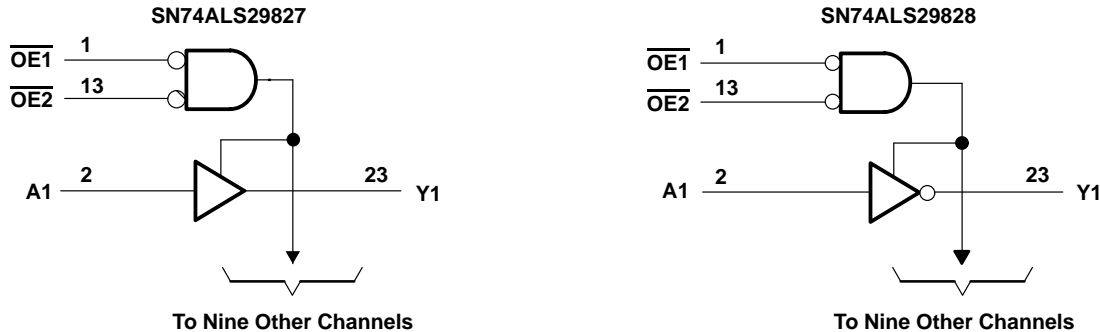 SN74ALS29827
OE1
1
OE2
13
A1
2
23
Y1
To Nine Other Channels
SN74ALS29828
OE1
1
OE2
13
A1
2
23
Y1
To Nine Other Channels